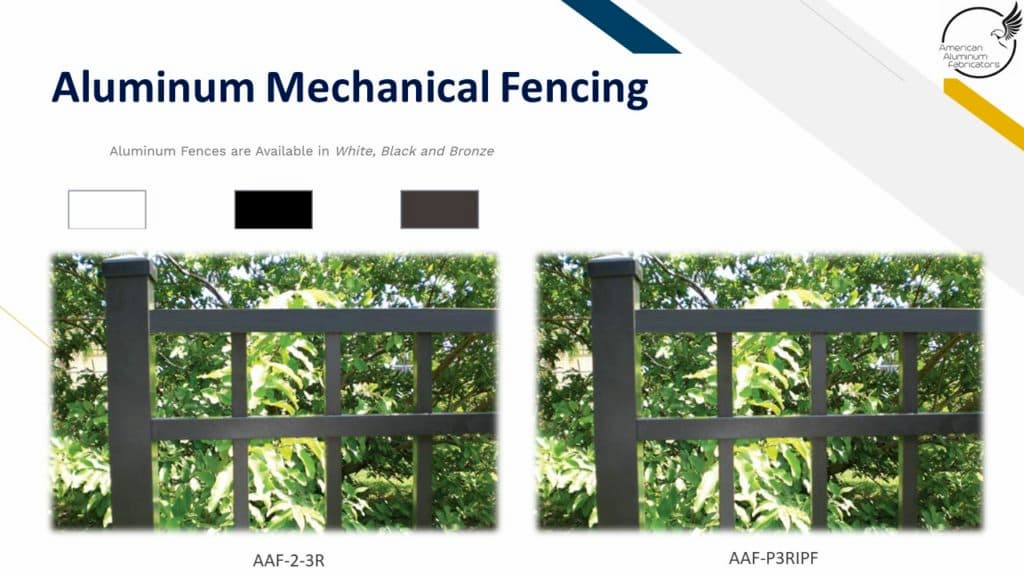 American
Aluminum
Fabricators
Aluminum Mechanical Fencing
Aluminum Fences are Available in White, Black and Bronze
AAF-2-3R
AAF-P3RIPF